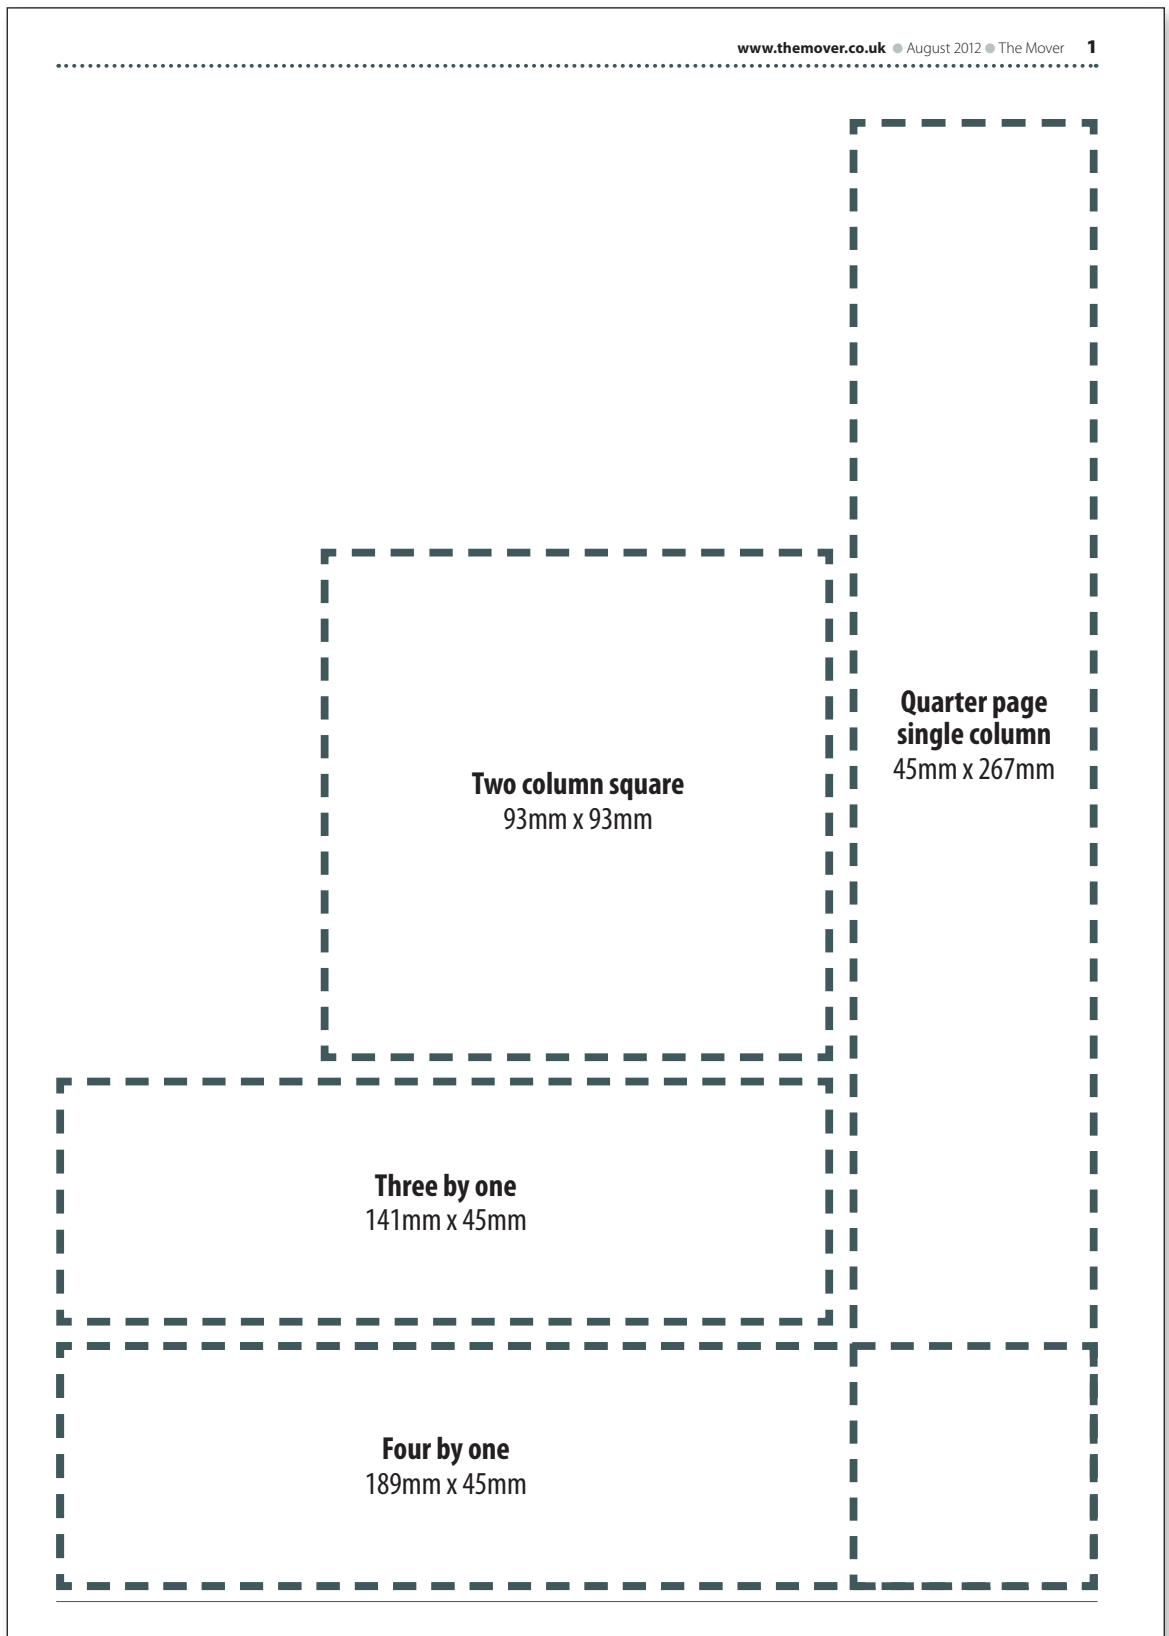 www.themover.co.uk ● August 2012 ● The Mover 1
Quarter page
single column
45mm x 267mm
Two column square
93mm x 93mm
Three by one
141mm x 45mm
Four by one
189mm x 45mm